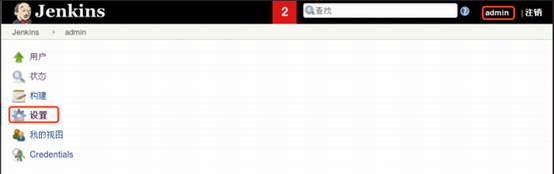 Jenkins 2 查找 admin | 注销
Jenkins admin
用户
状态
构建
设置
我的视图
Credentials